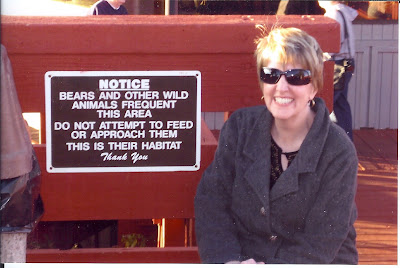 NOTICE
BEARS AND OTHER WILD
ANIMALS FREQUENT
THIS AREA
DO NOT ATTEMPT TO FEED
OR APPROACH THEM
THIS IS THEIR HABITAT
Thank You